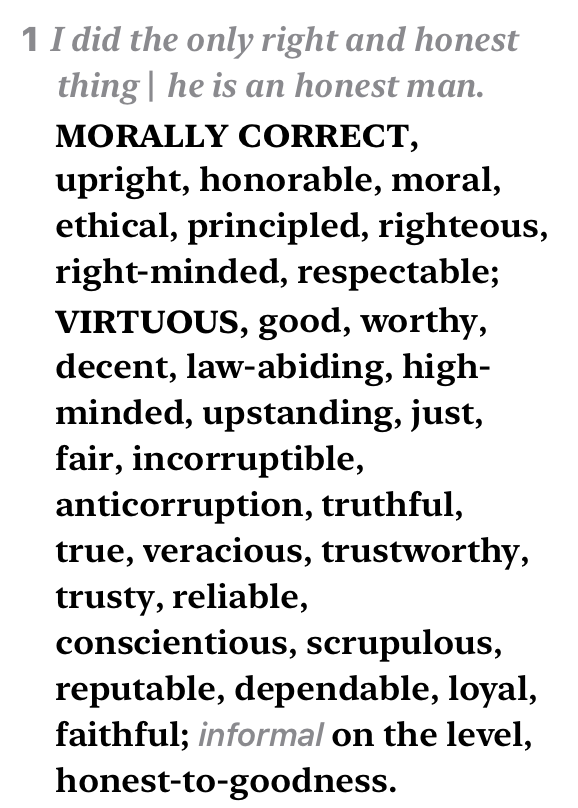 1 I did the only right and honest
thing | he is an honest man.
MORALLY CORRECT,
upright, honorable, moral,
ethical, principled, righteous,
right-minded, respectable;
VIRTUOUS, good, worthy,
decent, law-abiding, high-
minded, upstanding, just,
fair, incorruptible,
anticorruption, truthful,
true, veracious, trustworthy,
trusty, reliable,
conscientious, scrupulous,
reputable, dependable, loyal,
faithful; informal on the level,
honest-to-goodness.